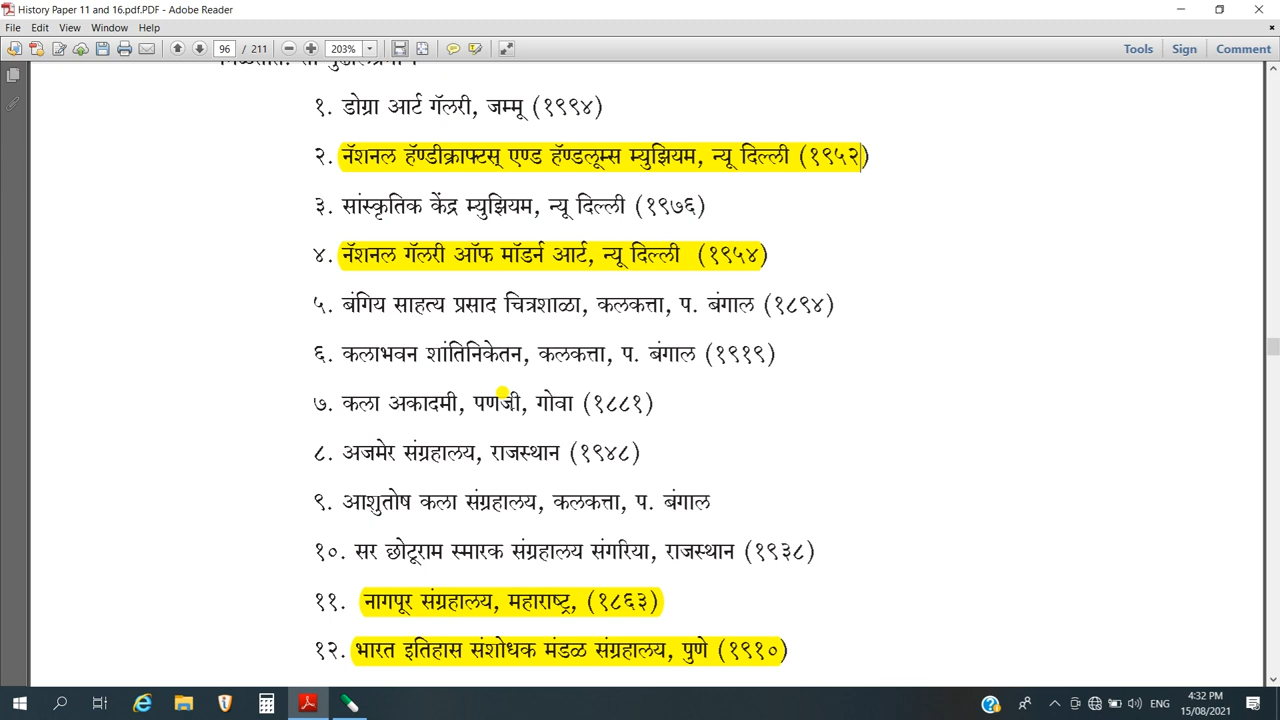 History Paper 11 and 16.pdf.PDF - Adobe Reader
File Edit View Window Help
96 / 211 203% Tools Sign Comment
१. डोग्रा आर्ट गॅलरी, जम्मू (१९९४)
२. नॅशनल हॅण्डीक्राफ्टस् एण्ड हॅण्डलूम्स म्युझियम, न्यू दिल्ली (१९५२)
३. सांस्कृतिक केंद्र म्युझियम, न्यू दिल्ली (१९७६)
४. नॅशनल गॅलरी ऑफ मॉडर्न आर्ट, न्यू दिल्ली (१९५४)
५. बंगिय साहत्य प्रसाद चित्रशाळा, कलकत्ता, प. बंगाल (१८९४)
६. कलाभवन शांतिनिकेतन, कलकत्ता, प. बंगाल (१९१९)
७. कला अकादमी, पणजी, गोवा (१८८१)
८. अजमेर संग्रहालय, राजस्थान (१९४८)
९. आशुतोष कला संग्रहालय, कलकत्ता, प. बंगाल
१०. सर छोटूराम स्मारक संग्रहालय संगरिया, राजस्थान (१९३८)
११. नागपूर संग्रहालय, महाराष्ट्र, (१८६३)
१२. भारत इतिहास संशोधक मंडळ संग्रहालय, पुणे (१९१०)
ENG 4:32 PM
15/08/2021